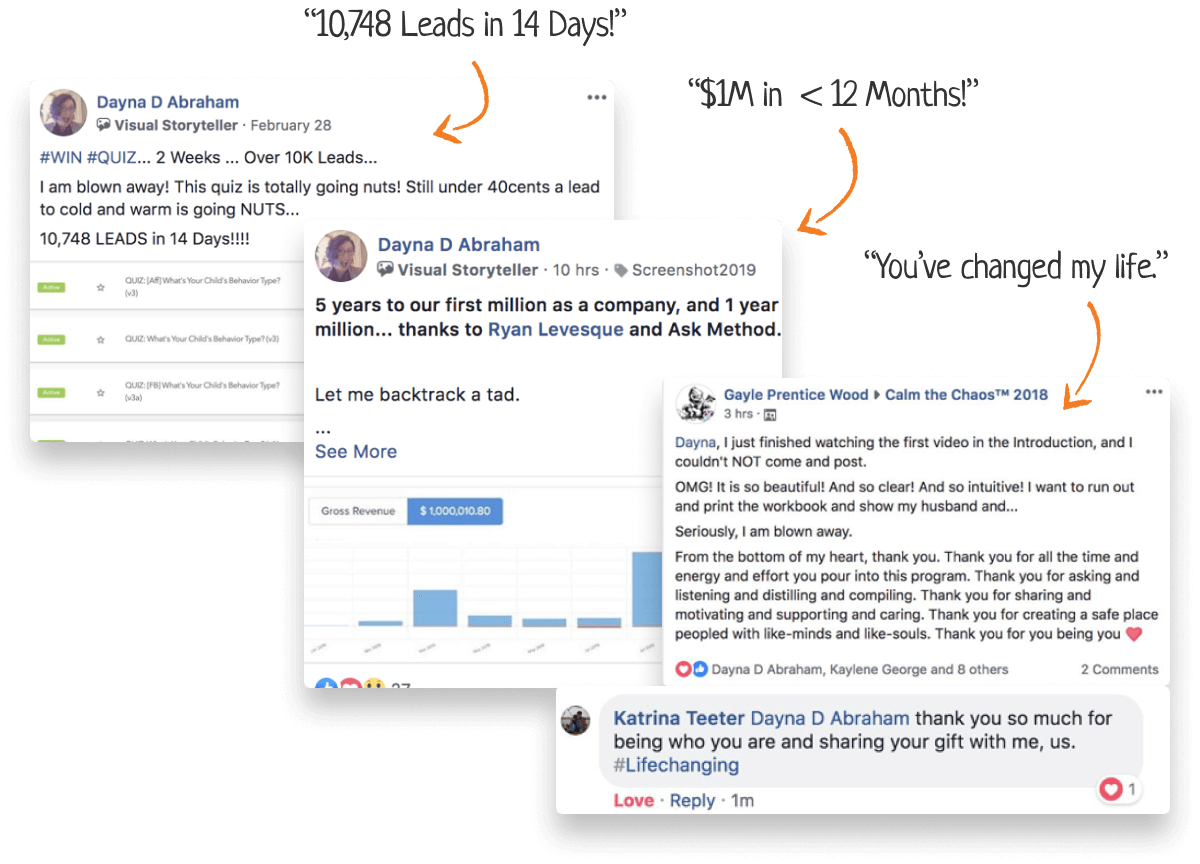 “10,748 Leads in 14 Days!”
“$1M in < 12 Months!”
“You’ve changed my life.”
Dayna D Abraham
Visual Storyteller · February 28
#WIN #QUIZ... 2 Weeks ... Over 10K Leads...
I am blown away! This quiz is totally going nuts! Still under 40cents a lead
to cold and warm is going NUTS...
10,748 LEADS in 14 Days!!!!
Active
QUIZ: [Aff] What's Your Child's Behavior Type?
(v3)
Active
QUIZ: What's Your Child's Behavior Type? (v3)
Active
QUIZ: [FB] What's Your Child's Behavior Type?
(v3a)
Dayna D Abraham
Visual Storyteller · 10 hrs · Screenshot2019
5 years to our first million as a company, and 1 year
million... thanks to Ryan Levesque and Ask Method.
Let me backtrack a tad.
...
See More
Gross Revenue $ 1,000,010.80
27
Gayle Prentice Wood ▸ Calm the Chaos™ 2018
3 hrs ·
Dayna, I just finished watching the first video in the Introduction, and I
couldn't NOT come and post.
OMG! It is so beautiful! And so clear! And so intuitive! I want to run out
and print the workbook and show my husband and...
Seriously, I am blown away.
From the bottom of my heart, thank you. Thank you for all the time and
energy and effort you pour into this program. Thank you for asking and
listening and distilling and compiling. Thank you for sharing and
motivating and supporting and caring. Thank you for creating a safe place
peopled with like-minds and like-souls. Thank you for you being you ❤️
Dayna D Abraham, Kaylene George and 8 others 2 Comments
Katrina Teeter Dayna D Abraham thank you so much for
being who you are and sharing your gift with me, us.
#Lifechanging
1
Love · Reply · 1m